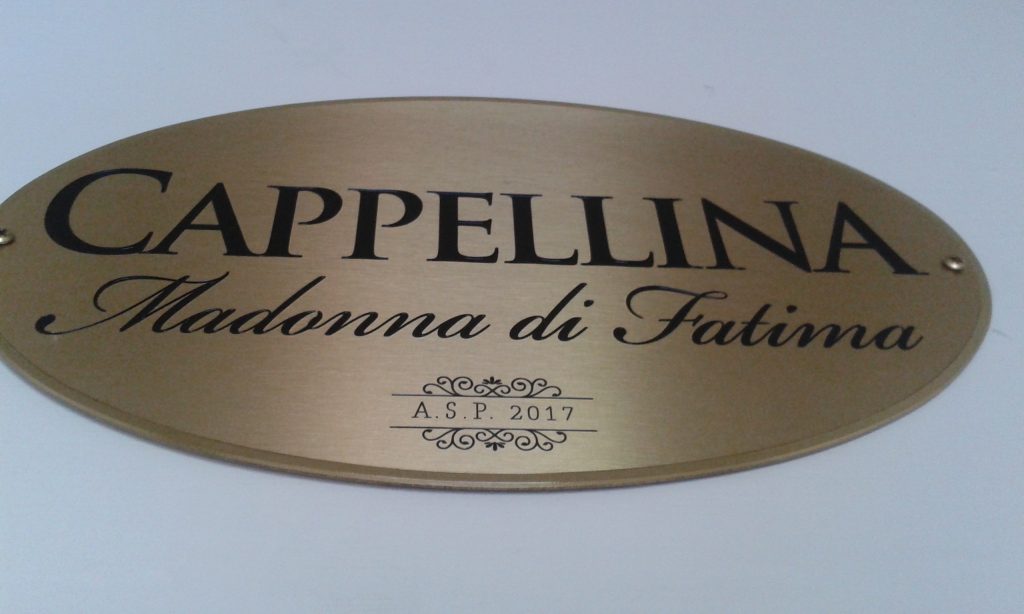 CAPPELLINA
Madonna di Fatima
A.S.P. 2017